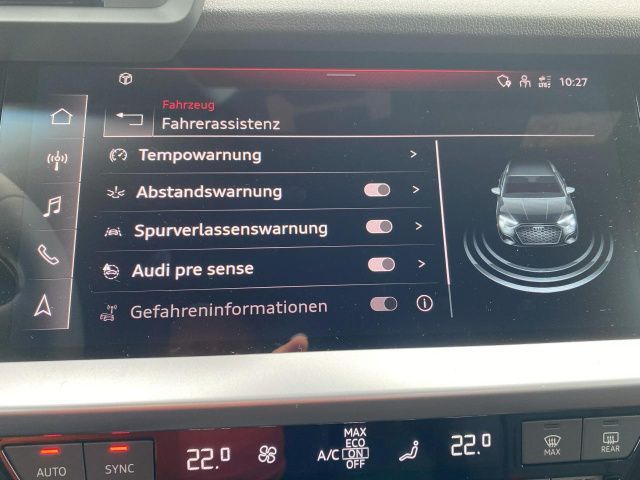 10:27
Fahrzeug
Fahrerassistenz
Tempowarnung
Abstandswarnung
Spurverlassenswarnung
Audi pre sense
Gefahreninformationen
AUTO
SYNC
22.0
MAX
ECO
A/C ON
OFF
22.0
MAX
REAR